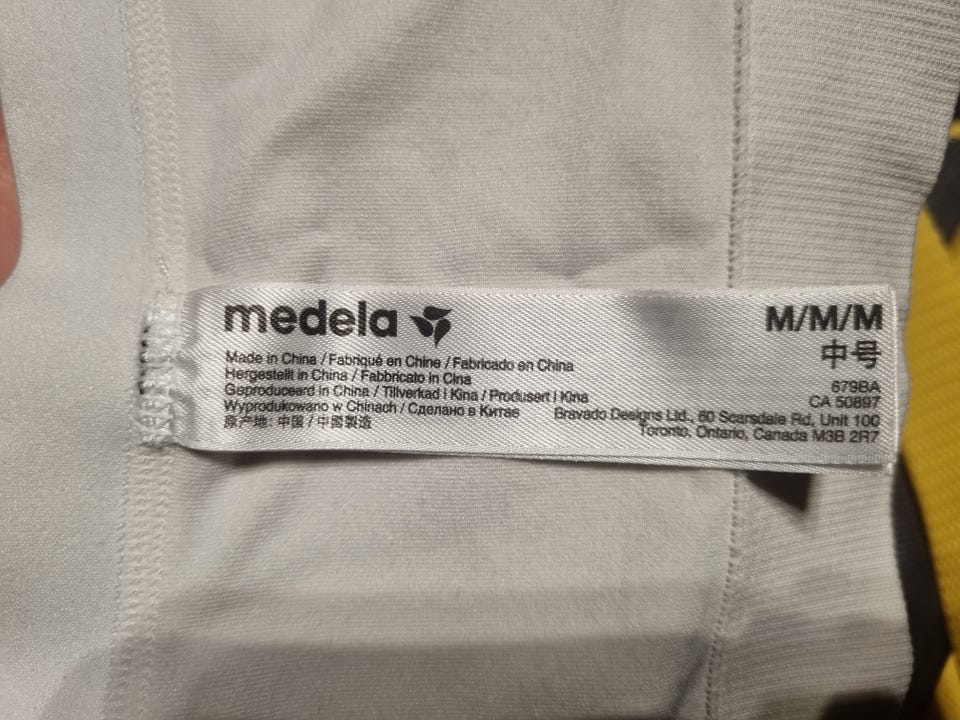 medela
Made in China / Fabriqué en Chine / Fabricado en China
Hergestellt in China / Fabbricato in Cina
Geproduceerd in China / Tillverkad i Kina / Produsert i Kina
Wyprodukowano w Chinach / Сделано в Китае
原产地: 中国 / 中國製造
M/M/M
中号
679BA
CA 50897
Bravado Designs Ltd., 60 Scarsdale Rd, Unit 100
Toronto, Ontario, Canada M3B 2R7